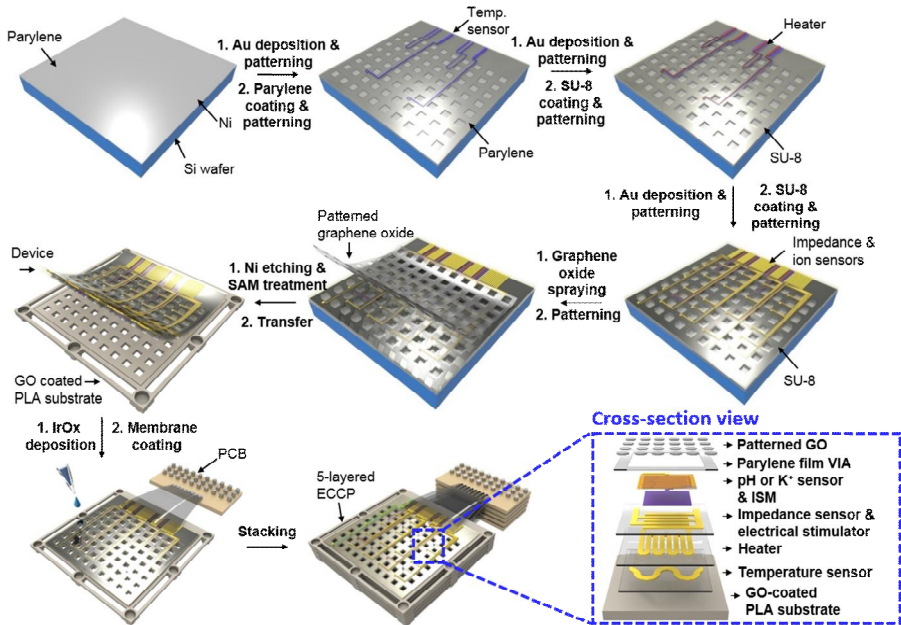 Parylene
Ni
Si wafer
1. Au deposition &
patterning
2. Parylene
coating &
patterning
Temp.
sensor
Parylene
1. Au deposition &
patterning
2. SU-8
coating &
patterning
Heater
SU-8
1. Au deposition &
patterning
2. SU-8
coating &
patterning
Impedance &
ion sensors
SU-8
1. Graphene
oxide
spraying
2. Patterning
Patterned
graphene oxide
1. Ni etching &
SAM treatment
2. Transfer
Device
GO coated
PLA substrate
1. IrOx
deposition
2. Membrane
coating
PCB
Stacking
5-layered
ECCP
Cross-section view
Patterned GO
Parylene film VIA
pH or K⁺ sensor
& ISM
Impedance sensor &
electrical stimulator
Heater
Temperature sensor
GO-coated
PLA substrate